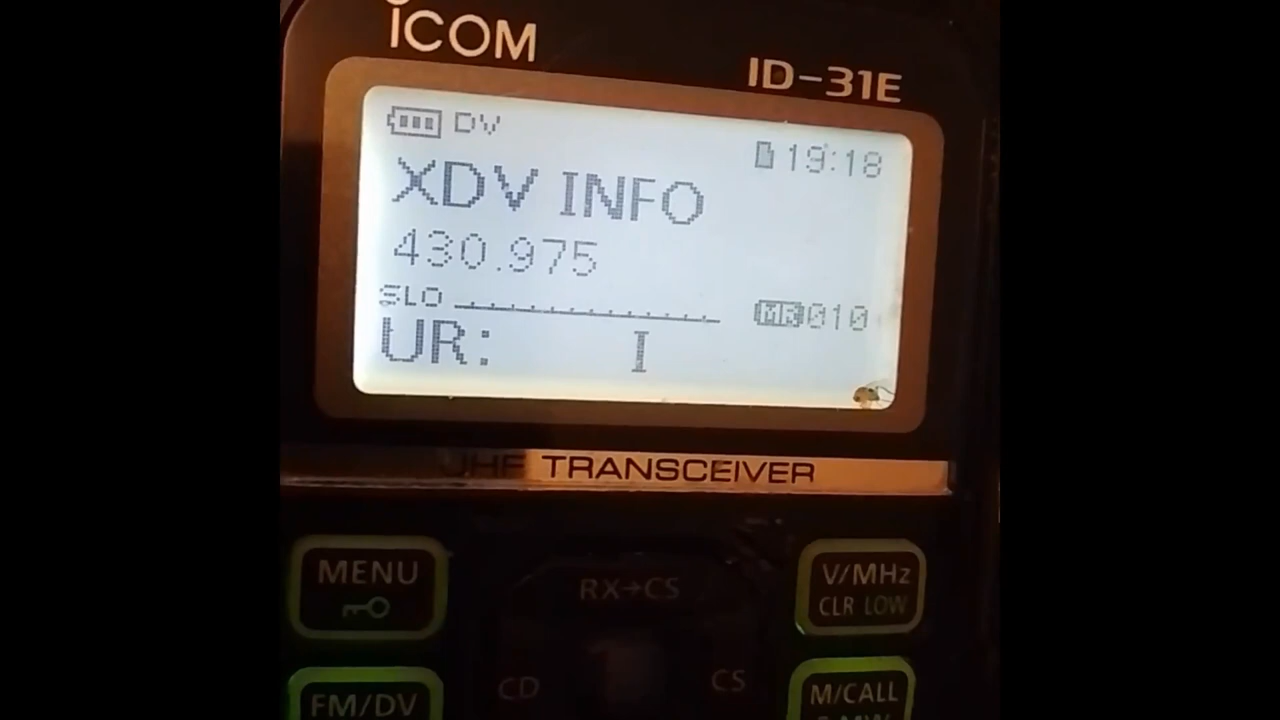 ICOM
ID-31E
DV
19:18
XDV INFO
430.975
SLO
MR 010
UR: I
UHF TRANSCEIVER
MENU
RX→CS
V/MHz
CLR LOW
CD
CS
FM/DV
M/CALL